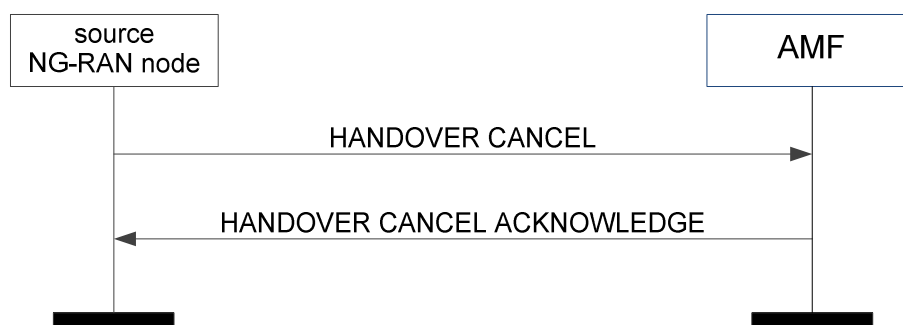 source
NG-RAN node
AMF
HANDOVER CANCEL
HANDOVER CANCEL ACKNOWLEDGE